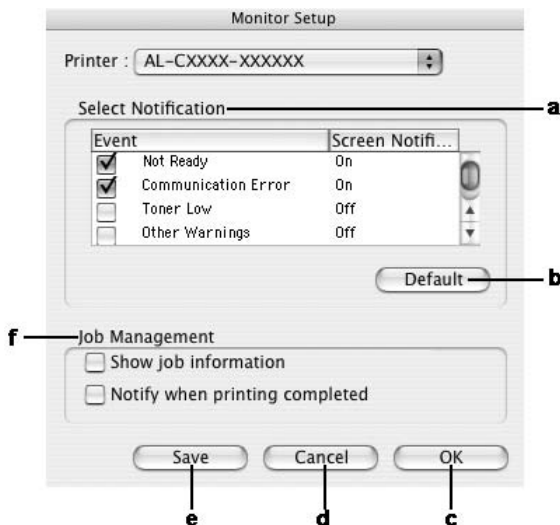 Monitor Setup
Printer : AL-CXXXX-XXXXXX
Select Notification a
Event Screen Notifi...
Not Ready On
Communication Error On
Toner Low Off
Other Warnings Off
Default b
f Job Management
Show job information
Notify when printing completed
Save Cancel OK
e d c